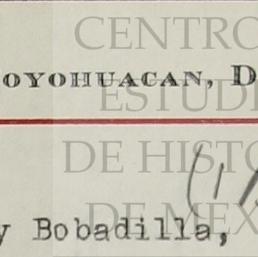 CENTRO
OYOHUACAN, D
ESTUDI
DE HISTO
y Bobadilla,
DE MEX